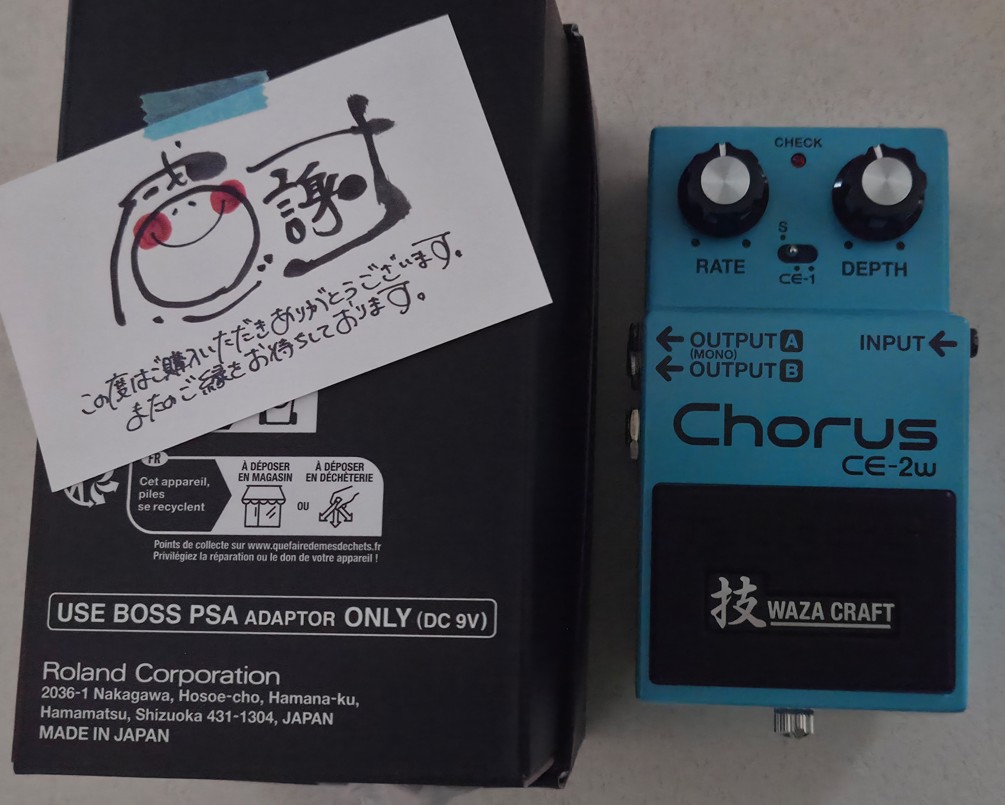 感謝
この度はご購入いただきありがとうございます。
またのご縁をお待ちしております。
FR
Cet appareil,
piles
se recyclent
À DÉPOSER
EN MAGASIN
OU
À DÉPOSER
EN DÉCHÈTERIE
Points de collecte sur www.quefairedemesdechets.fr
Privilégiez la réparation ou le don de votre appareil !
USE BOSS PSA ADAPTOR ONLY (DC 9V)
Roland Corporation
2036-1 Nakagawa, Hosoe-cho, Hamana-ku,
Hamamatsu, Shizuoka 431-1304, JAPAN
MADE IN JAPAN
CHECK
RATE
S
CE-1
DEPTH
OUTPUT A
(MONO)
OUTPUT B
INPUT
Chorus
CE-2w
技 WAZA CRAFT